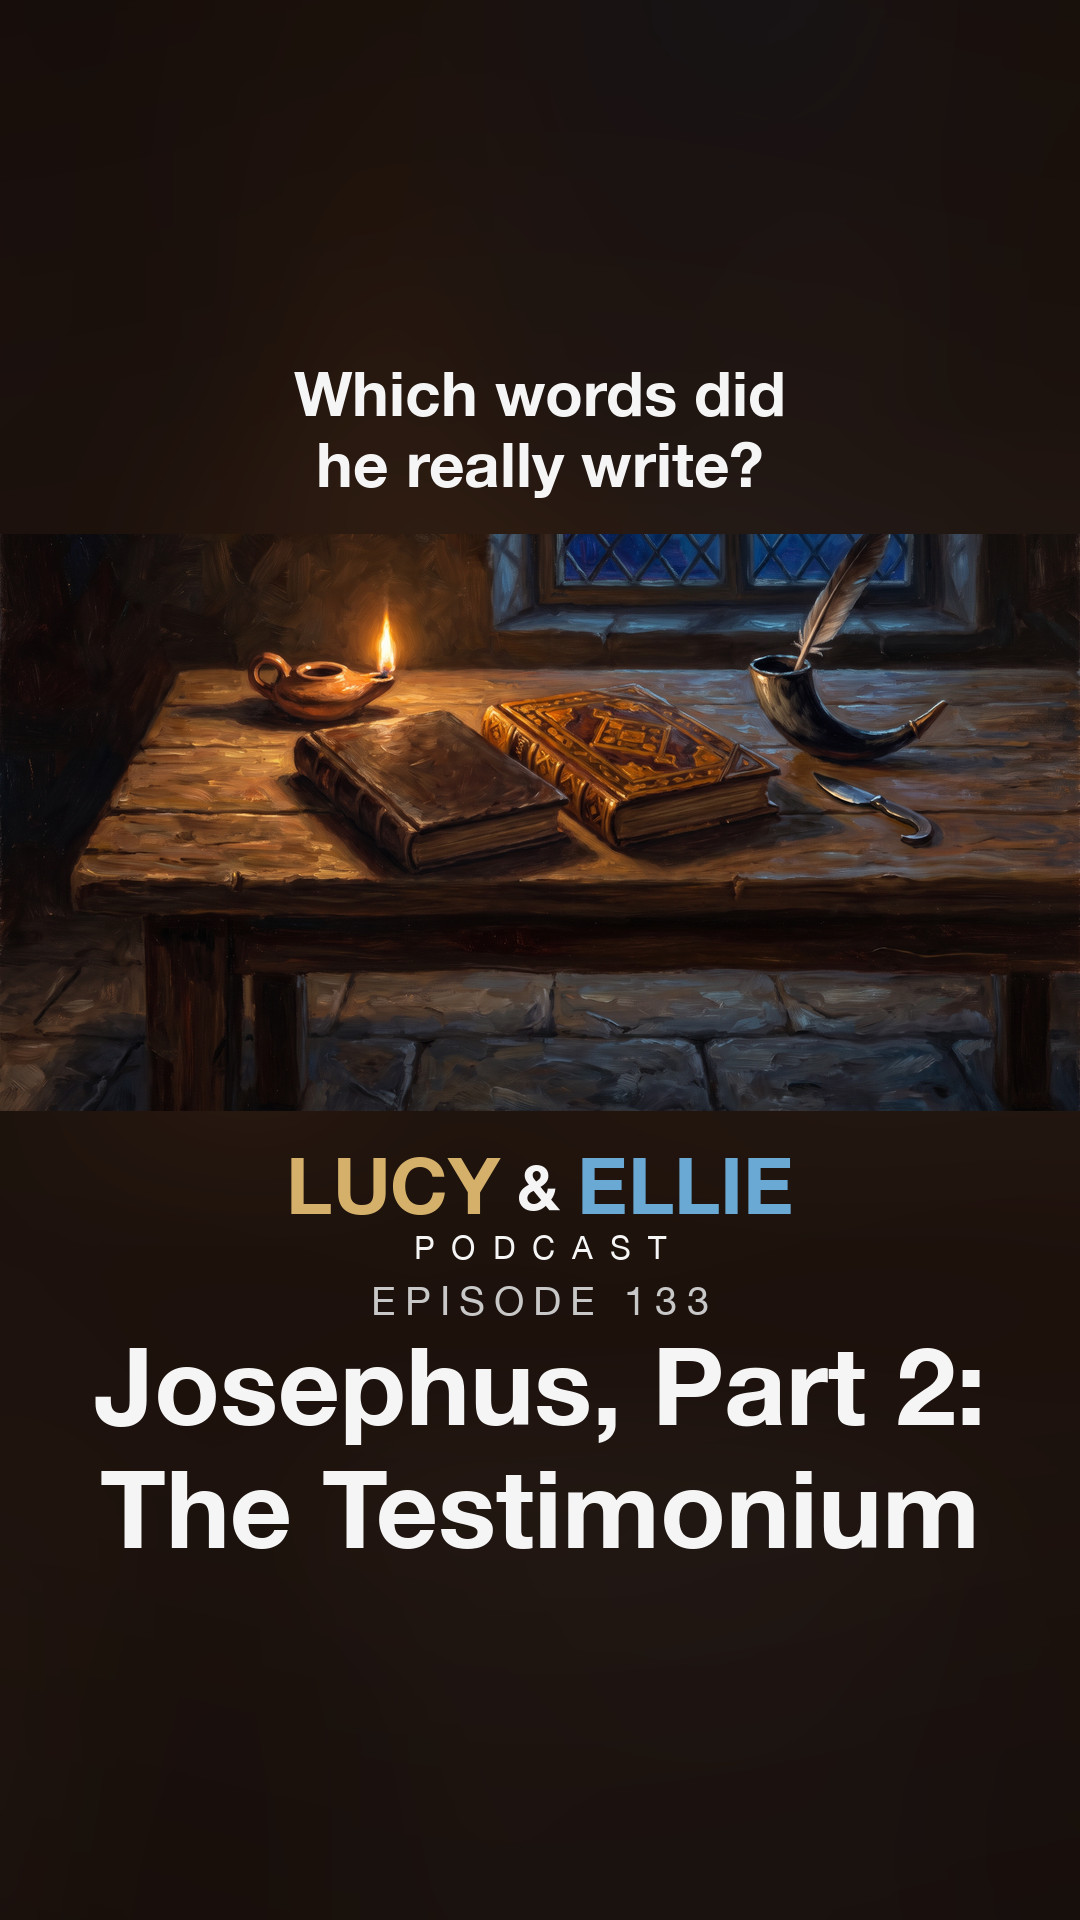 Which words did
he really write?
LUCY & ELLIE
PODCAST
EPISODE 133
Josephus, Part 2:
The Testimonium